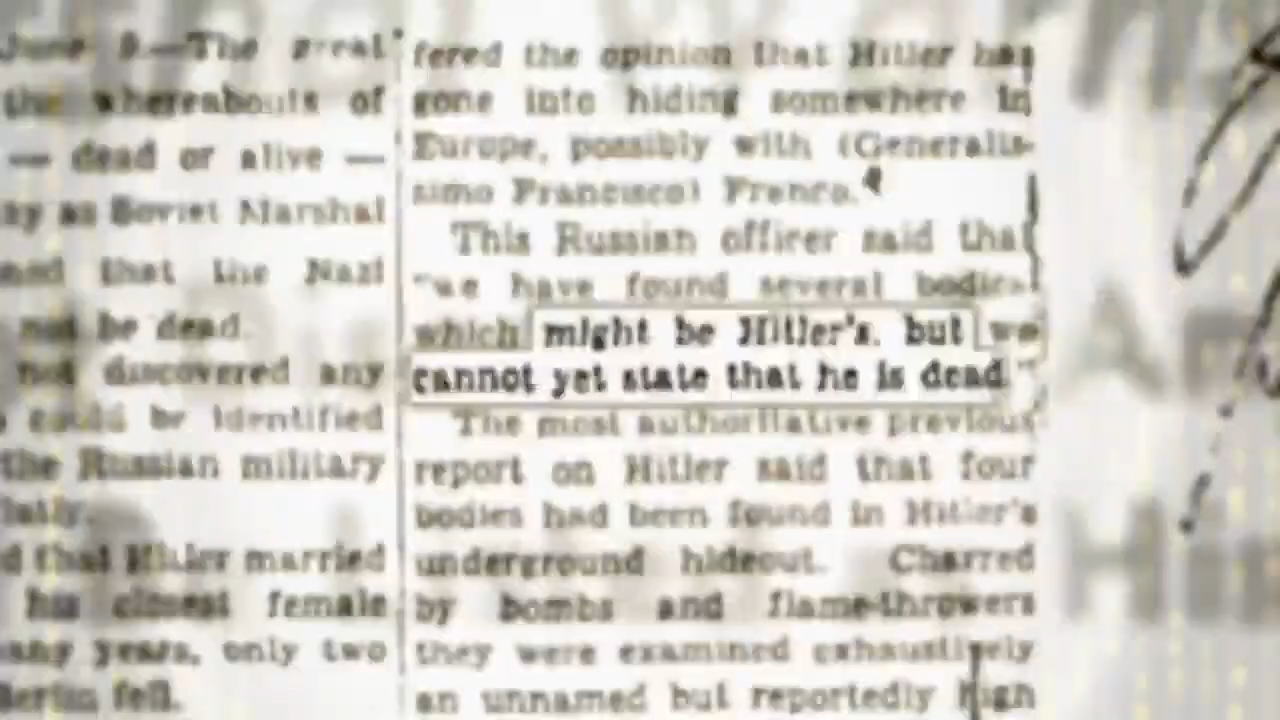 June 9—The great
the whereabouts of
— dead or alive —
by as Soviet Marshal
that the Nazi
not be dead.
not discovered any
could be identified
the Russian military
d that Hitler married
his closest female
any years, only two
Berlin fell.
fered the opinion that Hitler has
gone into hiding somewhere in
Europe, possibly with (Generalis-
simo Francisco) Franco."
This Russian officer said that
"we have found several bodies
which might be Hitler's, but we
cannot yet state that he is dead."
The most authoritative previous
report on Hitler said that four
bodies had been found in Hitler's
underground hideout. Charred
by bombs and flame-throwers
they were examined exhaustively
an unnamed but reportedly high